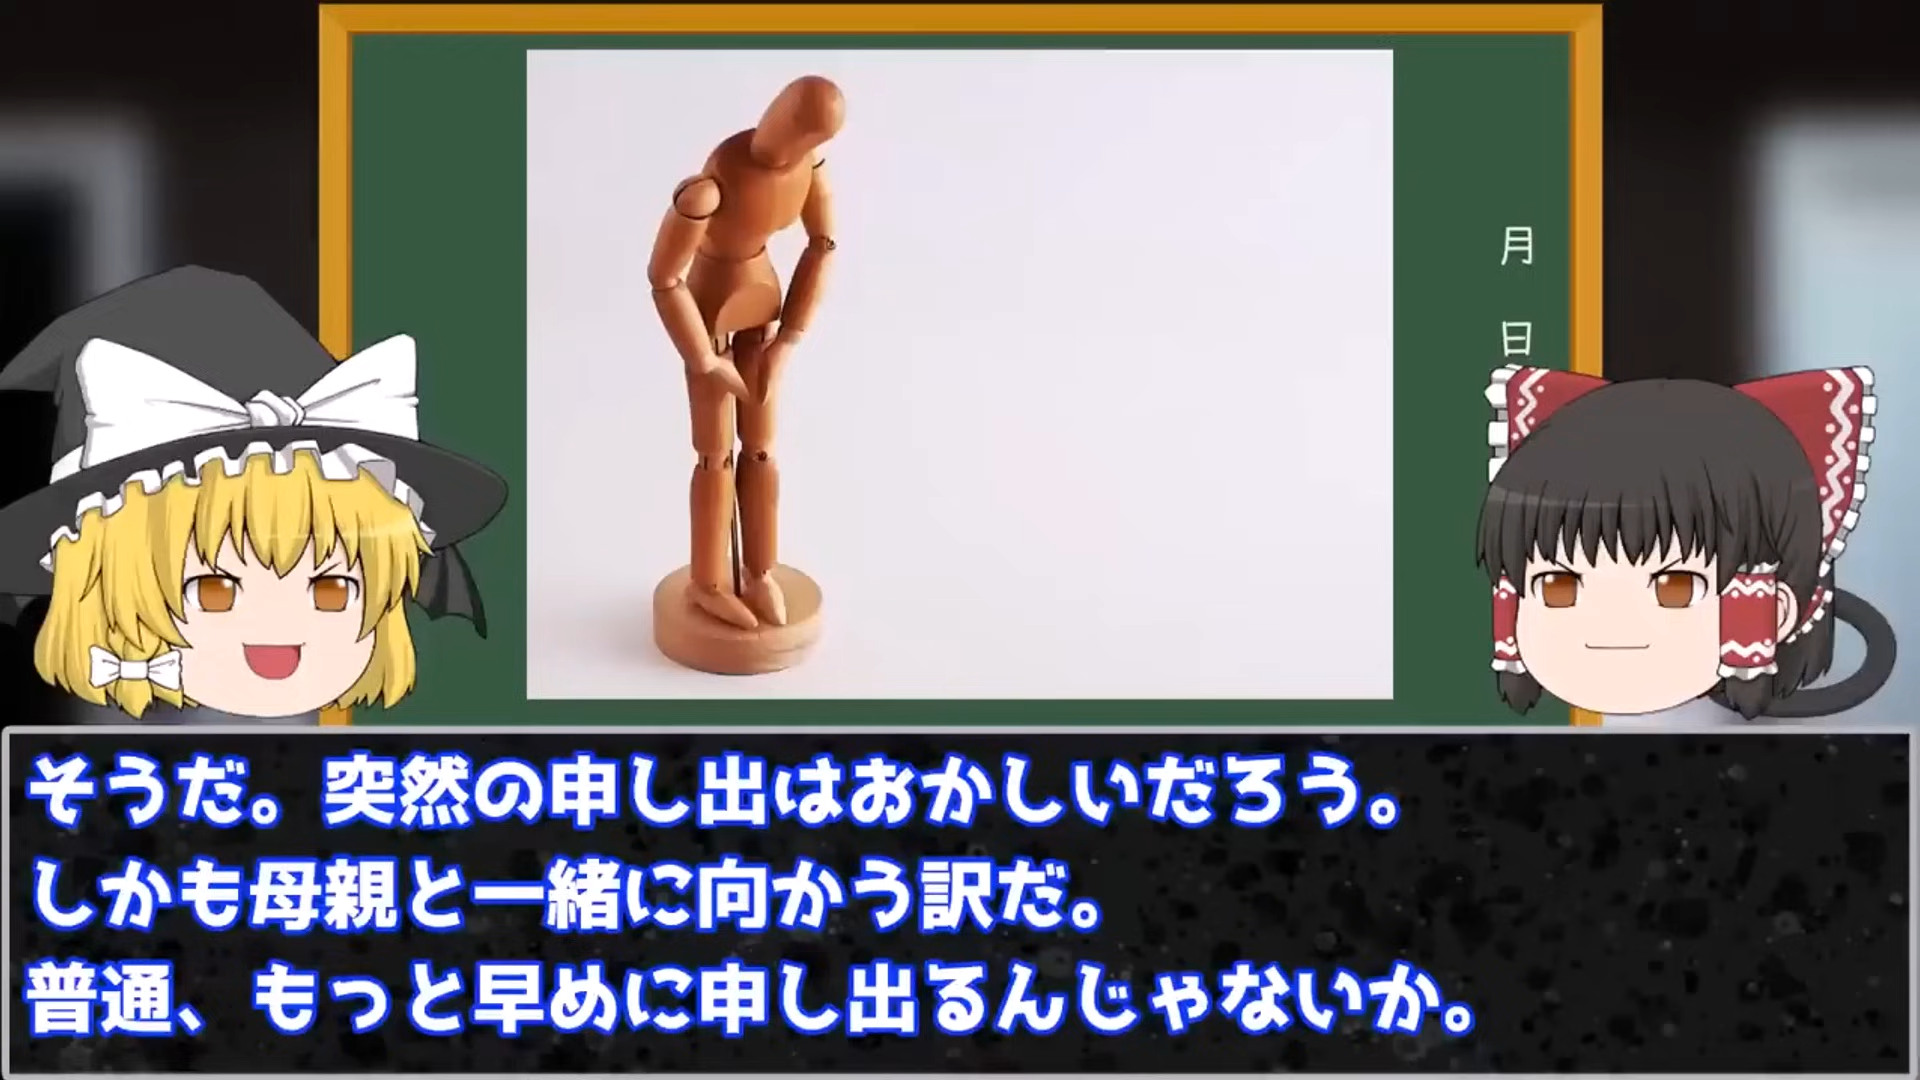 月
日
そうだ。突然の申し出はおかしいだろう。
しかも母親と一緒に向かう訳だ。
普通、もっと早めに申し出るんじゃないか。